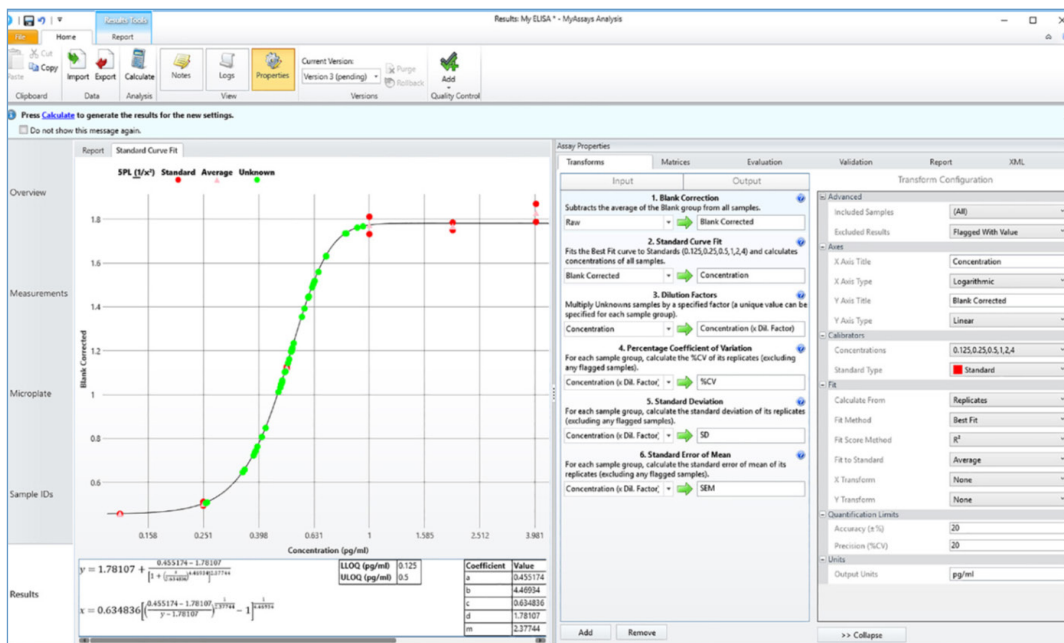 Results Tools
Results: My ELISA * - MyAssays Analysis
File
Home
Report
Paste
Cut
Copy
Clipboard
Import
Export
Data
Calculate
Analysis
Notes
Logs
Properties
View
Current Version:
Version 3 (pending)
Purge
Rollback
Versions
Add
Quality Control
Press Calculate to generate the results for the new settings.
Do not show this message again.
Overview
Measurements
Microplate
Sample IDs
Results
Report
Standard Curve Fit
5PL (1/x²) Standard Average Unknown
Blank Corrected
1.8
1.6
1.4
1.2
1
0.8
0.6
0.158 0.251 0.398 0.631 1 1.585 2.512 3.981
Concentration (pg/ml)
LLOQ (pg/ml) 0.125
ULOQ (pg/ml) 0.5
Coefficient Value
a 0.455174
b 4.46934
c 0.634836
d 1.78107
m 2.37744
Assay Properties
Transforms
Matrices
Evaluation
Validation
Report
XML
Input
Output
1. Blank Correction
Subtracts the average of the Blank group from all samples.
Raw
Blank Corrected
2. Standard Curve Fit
Fits the Best Fit curve to Standards (0.125,0.25,0.5,1,2,4) and calculates
concentrations of all samples.
Blank Corrected
Concentration
3. Dilution Factors
Multiply Unknowns samples by a specified factor (a unique value can be
specified for each sample group).
Concentration
Concentration (x Dil. Factor)
4. Percentage Coefficient of Variation
For each sample group, calculate the %CV of its replicates (excluding
any flagged samples).
Concentration (x Dil. Factor)
%CV
5. Standard Deviation
For each sample group, calculate the standard deviation of its replicates
(excluding any flagged samples).
Concentration (x Dil. Factor)
SD
6. Standard Error of Mean
For each sample group, calculate the standard error of mean of its
replicates (excluding any flagged samples).
Concentration (x Dil. Factor)
SEM
Add
Remove
Transform Configuration
Advanced
Included Samples (All)
Excluded Results Flagged With Value
Axes
X Axis Title Concentration
X Axis Type Logarithmic
Y Axis Title Blank Corrected
Y Axis Type Linear
Calibrators
Concentrations 0.125,0.25,0.5,1,2,4
Standard Type Standard
Fit
Calculate From Replicates
Fit Method Best Fit
Fit Score Method R²
Fit to Standard Average
X Transform None
Y Transform None
Quantification Limits
Accuracy (±%) 20
Precision (%CV) 20
Units
Output Units pg/ml
>> Collapse